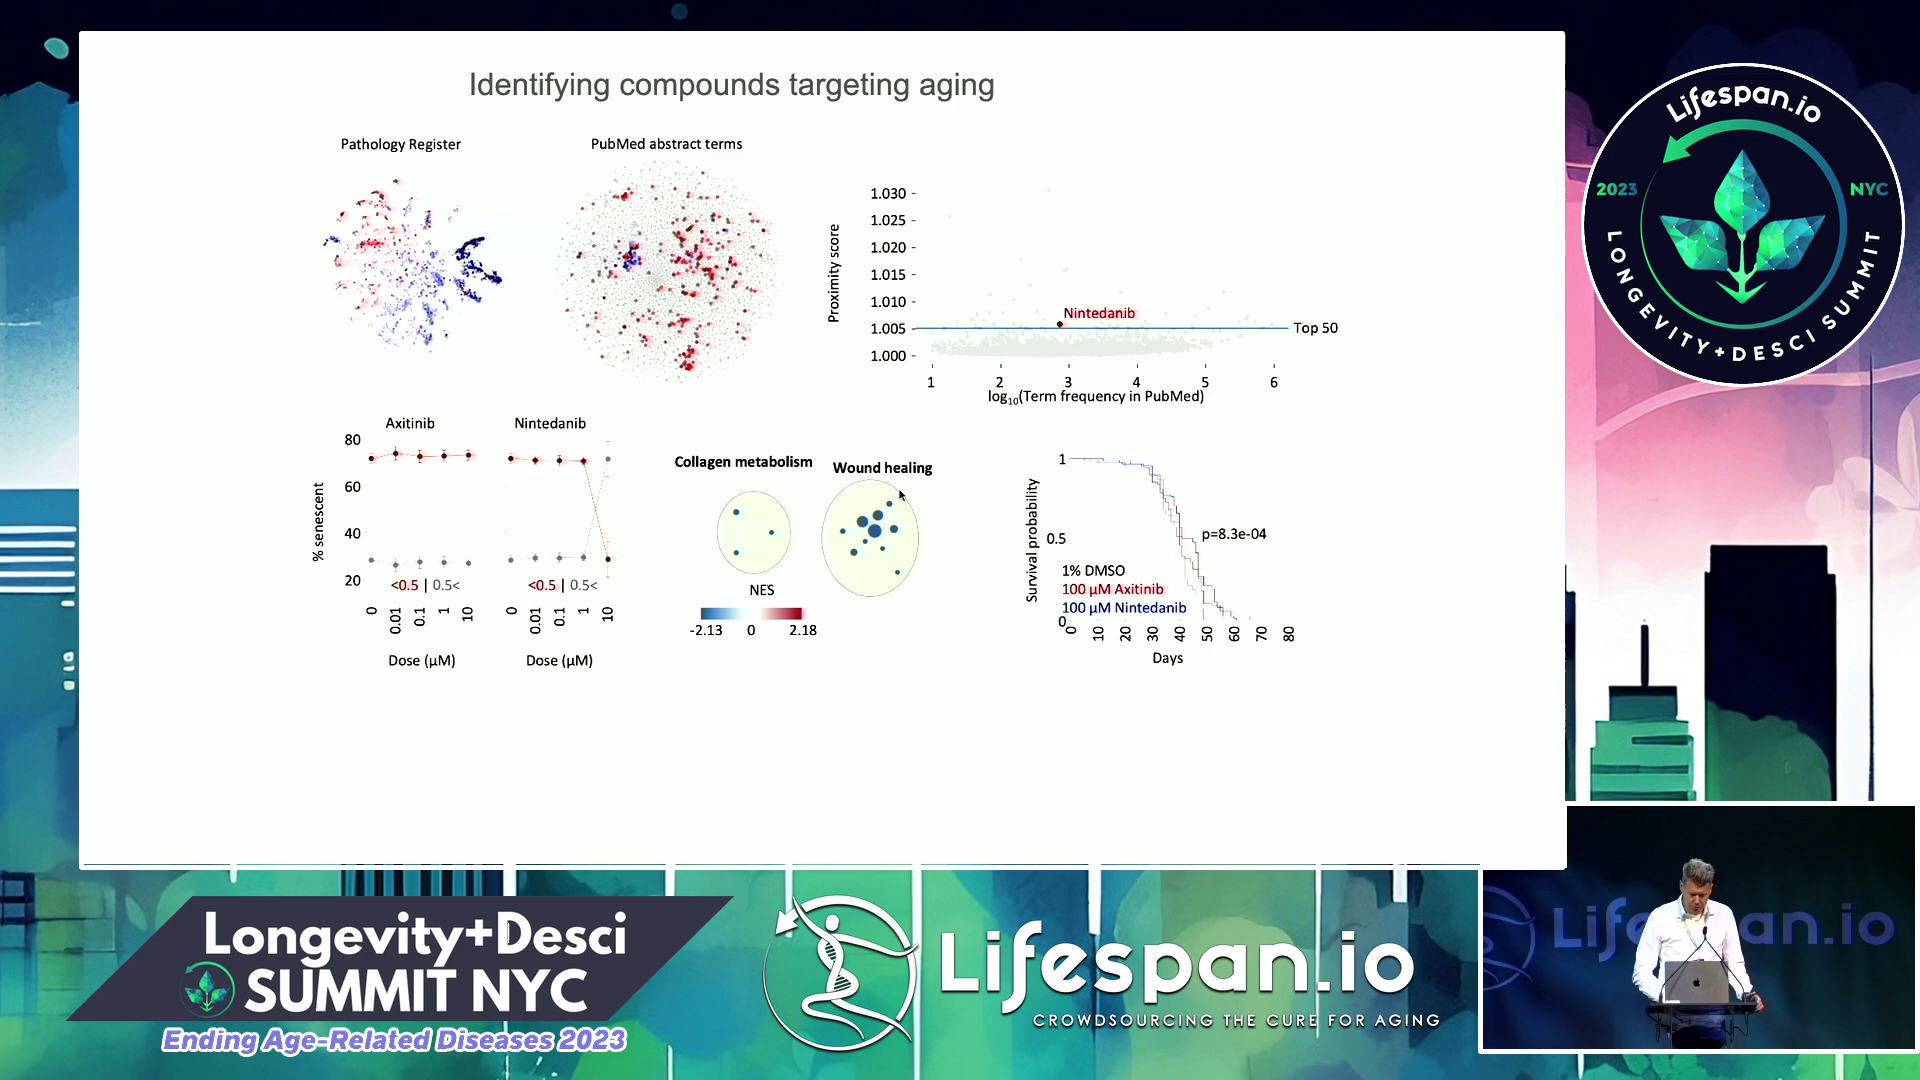 Identifying compounds targeting aging
Pathology Register
PubMed abstract terms
Proximity score
1.030
1.025
1.020
1.015
1.010
1.005
1.000
Nintedanib
Top 50
1 2 3 4 5 6
log10(Term frequency in PubMed)
Axitinib
Nintedanib
% senescent
80
60
40
20
<0.5 | 0.5<
<0.5 | 0.5<
0 0.01 0.1 1 10
0 0.01 0.1 1 10
Dose (µM)
Dose (µM)
Collagen metabolism
Wound healing
NES
-2.13 0 2.18
Survival probability
1
0.5
0
p=8.3e-04
1% DMSO
100 µM Axitinib
100 µM Nintedanib
0 10 20 30 40 50 60 70 80
Days
Lifespan.io
2023
NYC
LONGEVITY+DESCI SUMMIT
Longevity+Desci
SUMMIT NYC
Ending Age-Related Diseases 2023
Lifespan.io
CROWDSOURCING THE CURE FOR AGING
Lifespan.io